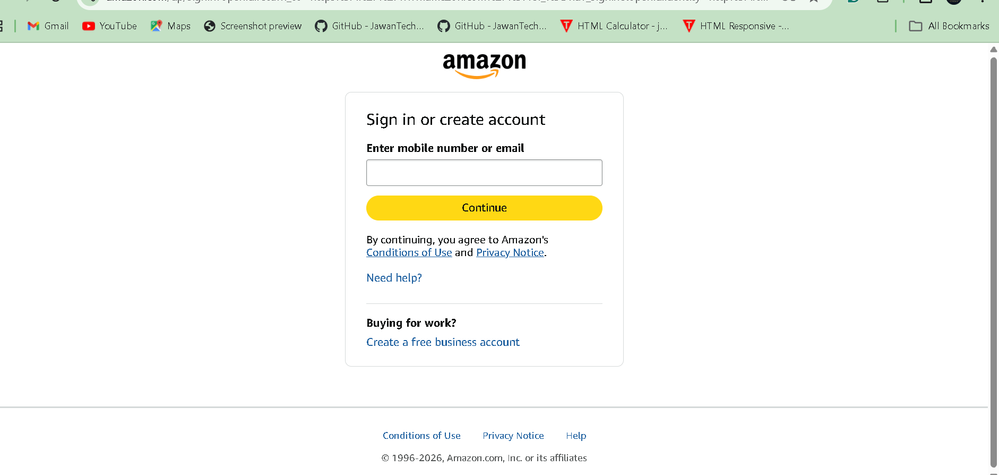 Gmail
YouTube
Maps
Screenshot preview
GitHub - JawanTech...
GitHub - JawanTech...
HTML Calculator - j...
HTML Responsive -...
All Bookmarks
amazon
Sign in or create account
Enter mobile number or email
Continue
By continuing, you agree to Amazon's
Conditions of Use and Privacy Notice.
Need help?
Buying for work?
Create a free business account
Conditions of Use Privacy Notice Help
© 1996-2026, Amazon.com, Inc. or its affiliates